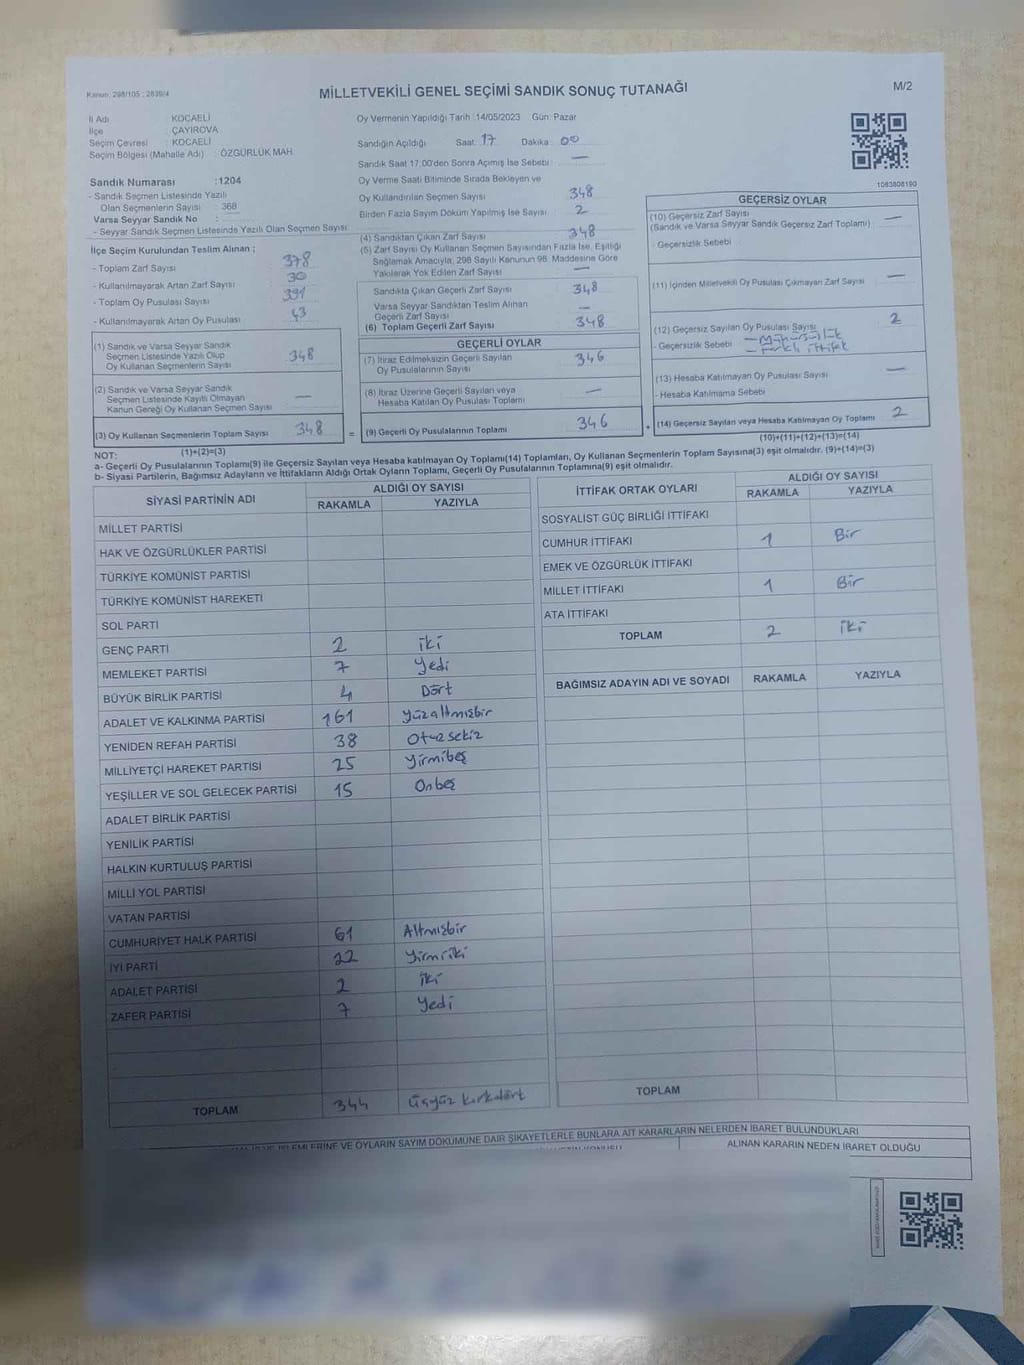 Kanun: 298/105 ; 2839/4
MİLLETVEKİLİ GENEL SEÇİMİ SANDIK SONUÇ TUTANAĞI
M/2
İl Adı KOCAELİ
İlçe : ÇAYIROVA
Seçim Çevresi : KOCAELİ
Seçim Bölgesi (Mahalle Adı) : ÖZGÜRLÜK MAH.
Sandık Numarası :1204
- Sandık Seçmen Listesinde Yazılı
Olan Seçmenlerin Sayısı : 368
Varsa Seyyar Sandık No :
- Seyyar Sandık Seçmen Listesinde Yazılı Olan Seçmen Sayısı
İlçe Seçim Kurulundan Teslim Alınan ;
- Toplam Zarf Sayısı 378
- Kullanılmayarak Artan Zarf Sayısı 30
- Toplam Oy Pusulası Sayısı 391
- Kullanılmayarak Artan Oy Pusulası 43
(1) Sandık ve Varsa Seyyar Sandık
Seçmen Listesinde Yazılı Olup
Oy Kullanan Seçmenlerin Sayısı 348
(2) Sandık ve Varsa Seyyar Sandık
Seçmen Listesinde Kayıtlı Olmayan
Kanun Gereği Oy Kullanan Seçmen Sayısı —
(3) Oy Kullanan Seçmenlerin Toplam Sayısı 348 =
Oy Vermenin Yapıldığı Tarih :14/05/2023 Gün: Pazar
Sandığın Açıldığı Saat: 17 Dakika : 00
Sandık Saat 17.00'den Sonra Açımış İse Sebebi : —
Oy Verme Saati Bitiminde Sırada Bekleyen ve
Oy Kullandırılan Seçmen Sayısı 348
Birden Fazla Sayım Döküm Yapılmış İse Sayısı 2
(4) Sandıktan Çıkan Zarf Sayısı 348
(5) Zarf Sayısı Oy Kullanan Seçmen Sayısından Fazla İse, Eşitliği
Sağlamak Amacıyla, 298 Sayılı Kanunun 98. Maddesine Göre
Yakılarak Yok Edilen Zarf Sayısı —
Sandıkta Çıkan Geçerli Zarf Sayısı 348
Varsa Seyyar Sandıktan Teslim Alınan
Geçerli Zarf Sayısı —
(6) Toplam Geçerli Zarf Sayısı 348
GEÇERLİ OYLAR
(7) İtiraz Edilmeksizin Geçerli Sayılan
Oy Pusulalarının Sayısı 346
(8) İtiraz Üzerine Geçerli Sayılan veya
Hesaba Katılan Oy Pusulası Toplamı —
(9) Geçerli Oy Pusulalarının Toplamı 346 +
1083808190
GEÇERSİZ OYLAR
(10) Geçersiz Zarf Sayısı —
(Sandık ve Varsa Seyyar Sandık Geçersiz Zarf Toplamı)
- Geçersizlik Sebebi
(11) İçinden Milletvekili Oy Pusulası Çıkmayan Zarf Sayısı —
(12) Geçersiz Sayılan Oy Pusulası Sayısı 2
- Geçersizlik Sebebi — Mühürsüzlük
— Farklı ittifak
(13) Hesaba Katılmayan Oy Pusulası Sayısı —
- Hesaba Katılmama Sebebi
(14) Geçersiz Sayılan veya Hesaba Katılmayan Oy Toplamı 2
NOT: (1)+(2)=(3) (10)+(11)+(12)+(13)=(14)
a- Geçerli Oy Pusulalarının Toplamı(9) ile Geçersiz Sayılan veya Hesaba katılmayan Oy Toplamı(14) Toplamları, Oy Kullanan Seçmenlerin Toplam Sayısına(3) eşit olmalıdır. (9)+(14)=(3)
b- Siyasi Partilerin, Bağımsız Adayların ve İttifakların Aldığı Ortak Oyların Toplamı, Geçerli Oy Pusulalarının Toplamına(9) eşit olmalıdır.
SİYASİ PARTİNİN ADI ALDIĞI OY SAYISI
RAKAMLA YAZIYLA
MİLLET PARTİSİ
HAK VE ÖZGÜRLÜKLER PARTİSİ
TÜRKİYE KOMÜNİST PARTİSİ
TÜRKİYE KOMÜNİST HAREKETİ
SOL PARTİ
GENÇ PARTİ 2 iki
MEMLEKET PARTİSİ 7 yedi
BÜYÜK BİRLİK PARTİSİ 4 Dört
ADALET VE KALKINMA PARTİSİ 161 yüzaltmışbir
YENİDEN REFAH PARTİSİ 38 Otuzsekiz
MİLLİYETÇİ HAREKET PARTİSİ 25 yirmibeş
YEŞİLLER VE SOL GELECEK PARTİSİ 15 Onbeş
ADALET BİRLİK PARTİSİ
YENİLİK PARTİSİ
HALKIN KURTULUŞ PARTİSİ
MİLLİ YOL PARTİSİ
VATAN PARTİSİ
CUMHURİYET HALK PARTİSİ 61 Altmışbir
İYİ PARTİ 22 yirmiiki
ADALET PARTİSİ 2 iki
ZAFER PARTİSİ 7 yedi
TOPLAM 344 üçyüz kırkdört
İTTİFAK ORTAK OYLARI ALDIĞI OY SAYISI
RAKAMLA YAZIYLA
SOSYALİST GÜÇ BİRLİĞİ İTTİFAKI
CUMHUR İTTİFAKI 1 Bir
EMEK VE ÖZGÜRLÜK İTTİFAKI
MİLLET İTTİFAKI 1 Bir
ATA İTTİFAKI
TOPLAM 2 iki
BAĞIMSIZ ADAYIN ADI VE SOYADI RAKAMLA YAZIYLA
TOPLAM
İŞLEMLERİNE VE OYLARIN SAYIM DÖKÜMÜNE DAİR ŞİKAYETLERLE BUNLARA AİT KARARLARIN NELERDEN İBARET BULUNDUKLARI
ALINAN KARARIN NEDEN İBARET OLDUĞU